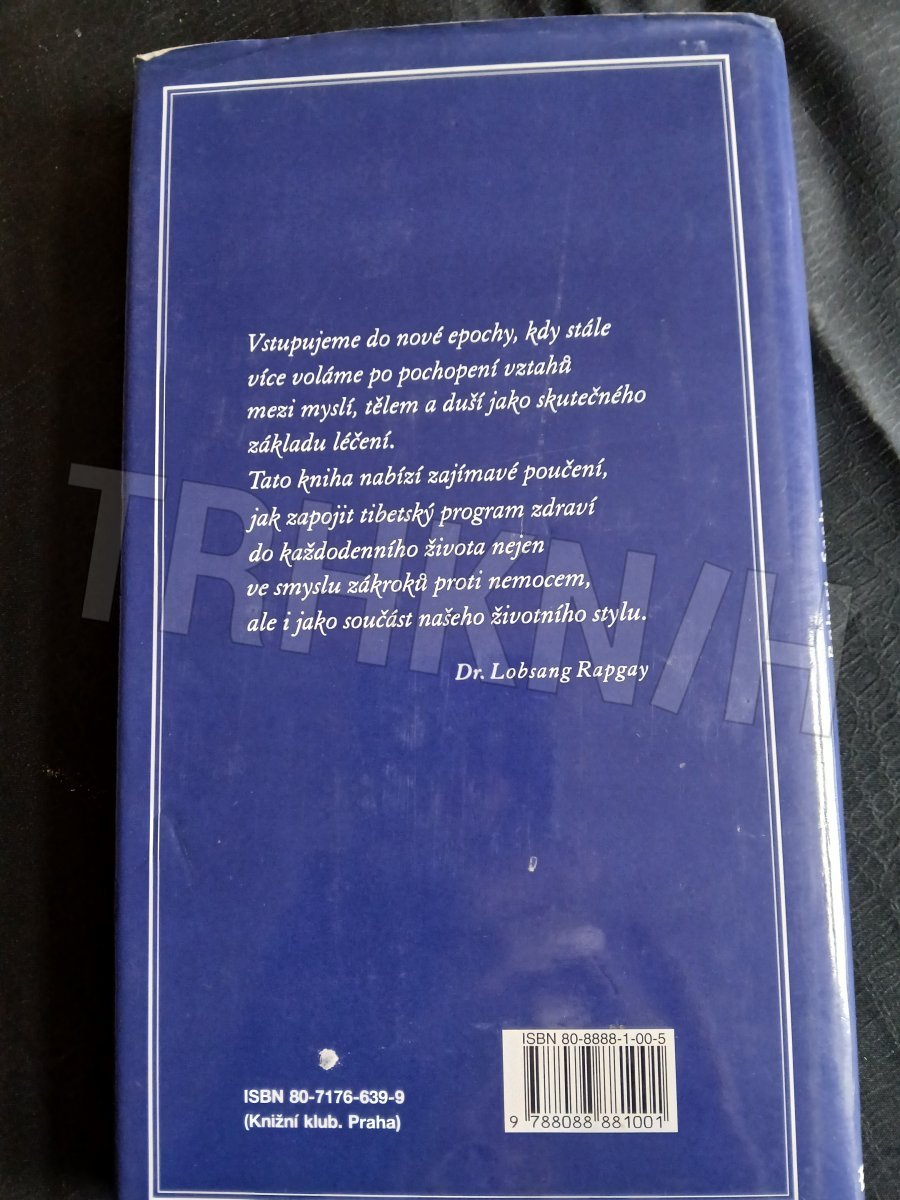 Vstupujeme do nové epochy, kdy stále
více voláme po pochopení vztahů
mezi myslí, tělem a duší jako skutečného
základu léčení.
Tato kniha nabízí zajímavé poučení,
jak zapojit tibetský program zdraví
do každodenního života nejen
ve smyslu zákroků proti nemocem,
ale i jako součást našeho životního stylu.
Dr. Lobsang Rapgay
TRHKNIH
ISBN 80-7176-639-9
(Knižní klub. Praha)
ISBN 80-8888-1-00-5
9 788088 881001